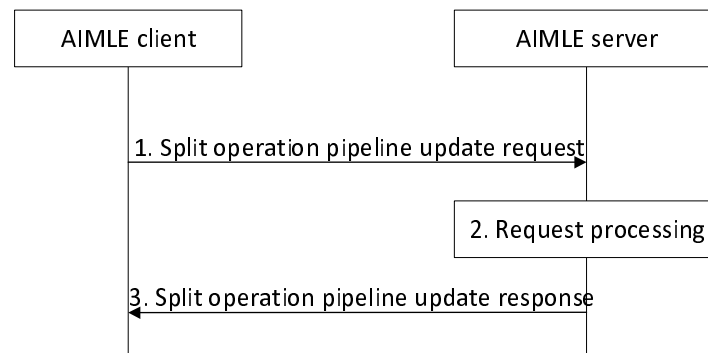 AIMLE client
AIMLE server
1. Split operation pipeline update request
2. Request processing
3. Split operation pipeline update response